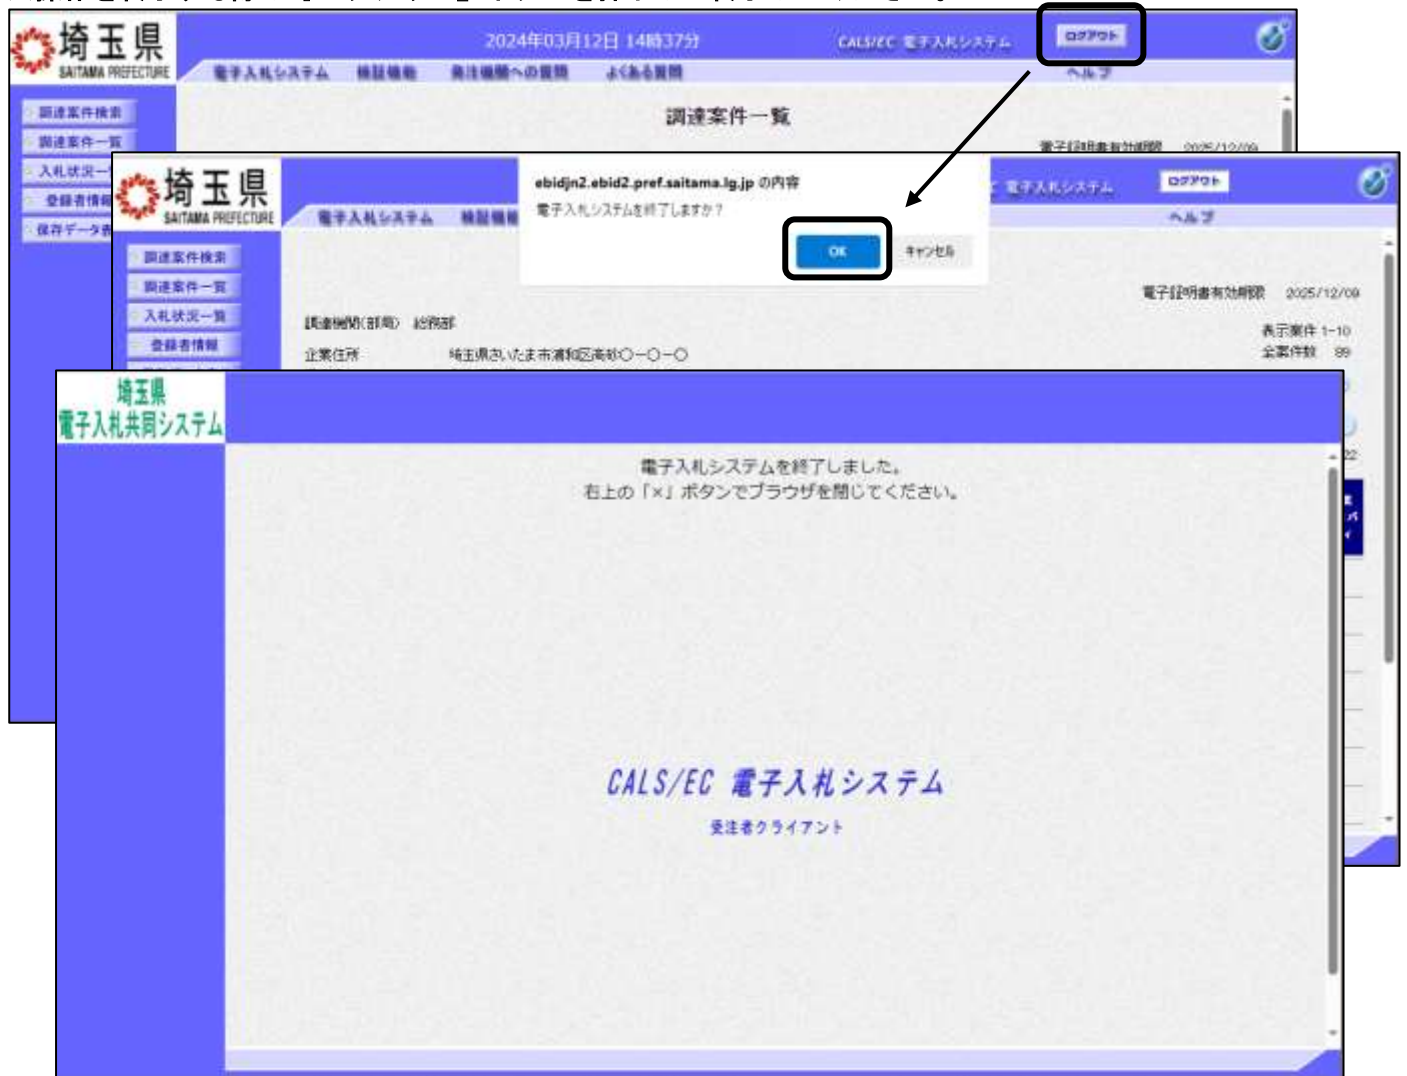 埼玉県
SAITAMA PREFECTURE
2024年03月12日 14時37分
CALS/EC 電子入札システム
ログアウト
電子入札システム
検証機能
発注機関への質問
よくある質問
ヘルプ
調達案件検索
調達案件一覧
調達案件一覧
電子証明書有効期限 2025/12/09
入札状況一
登録者情報
保存データ表
埼玉県
SAITAMA PREFECTURE
ebidjn2.ebid2.pref.saitama.lg.jp の内容
電子入札システムを終了しますか？
OK
キャンセル
電子入札システム
ログアウト
電子入札システム
検証機能
ヘルプ
調達案件検索
調達案件一覧
入札状況一覧
登録者情報
電子証明書有効期限 2025/12/09
調達機関(部局) 総務部
表示案件 1-10
企業住所 埼玉県さいたま市浦和区高砂〇－〇－〇
全案件数 89
埼玉県
電子入札共同システム
電子入札システムを終了しました。
右上の「×」ボタンでブラウザを閉じてください。
CALS/EC 電子入札システム
受注者クライアント